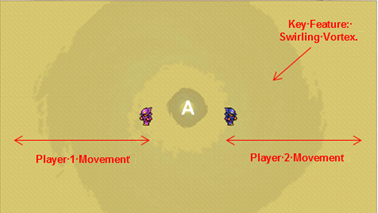 Key Feature:
Swirling Vortex.
A
Player 1 Movement
Player 2 Movement